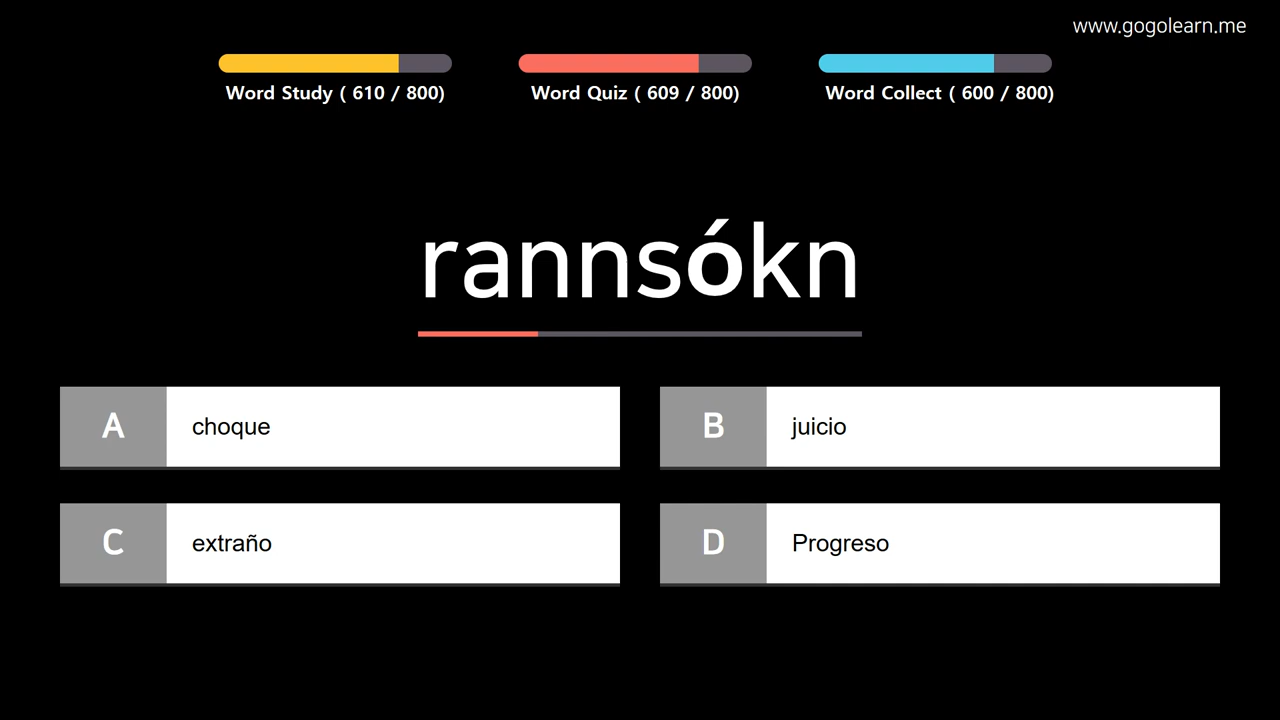 www.gogolearn.me
Word Study ( 610 / 800)
Word Quiz ( 609 / 800)
Word Collect ( 600 / 800)
rannsókn
A choque
B juicio
C extraño
D Progreso